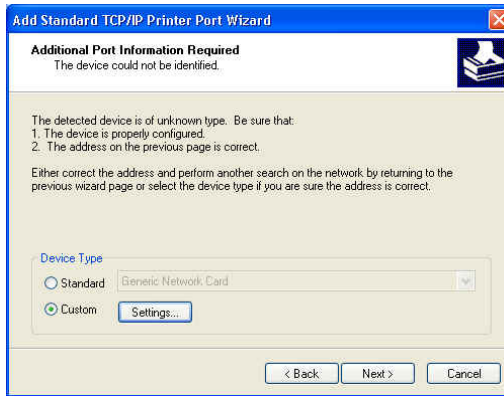 Add Standard TCP/IP Printer Port Wizard
Additional Port Information Required
The device could not be identified.
The detected device is of unknown type. Be sure that:
1. The device is properly configured.
2. The address on the previous page is correct.
Either correct the address and perform another search on the network by returning to the
previous wizard page or select the device type if you are sure the address is correct.
Device Type
Standard
Generic Network Card
Custom
Settings...
< Back
Next >
Cancel